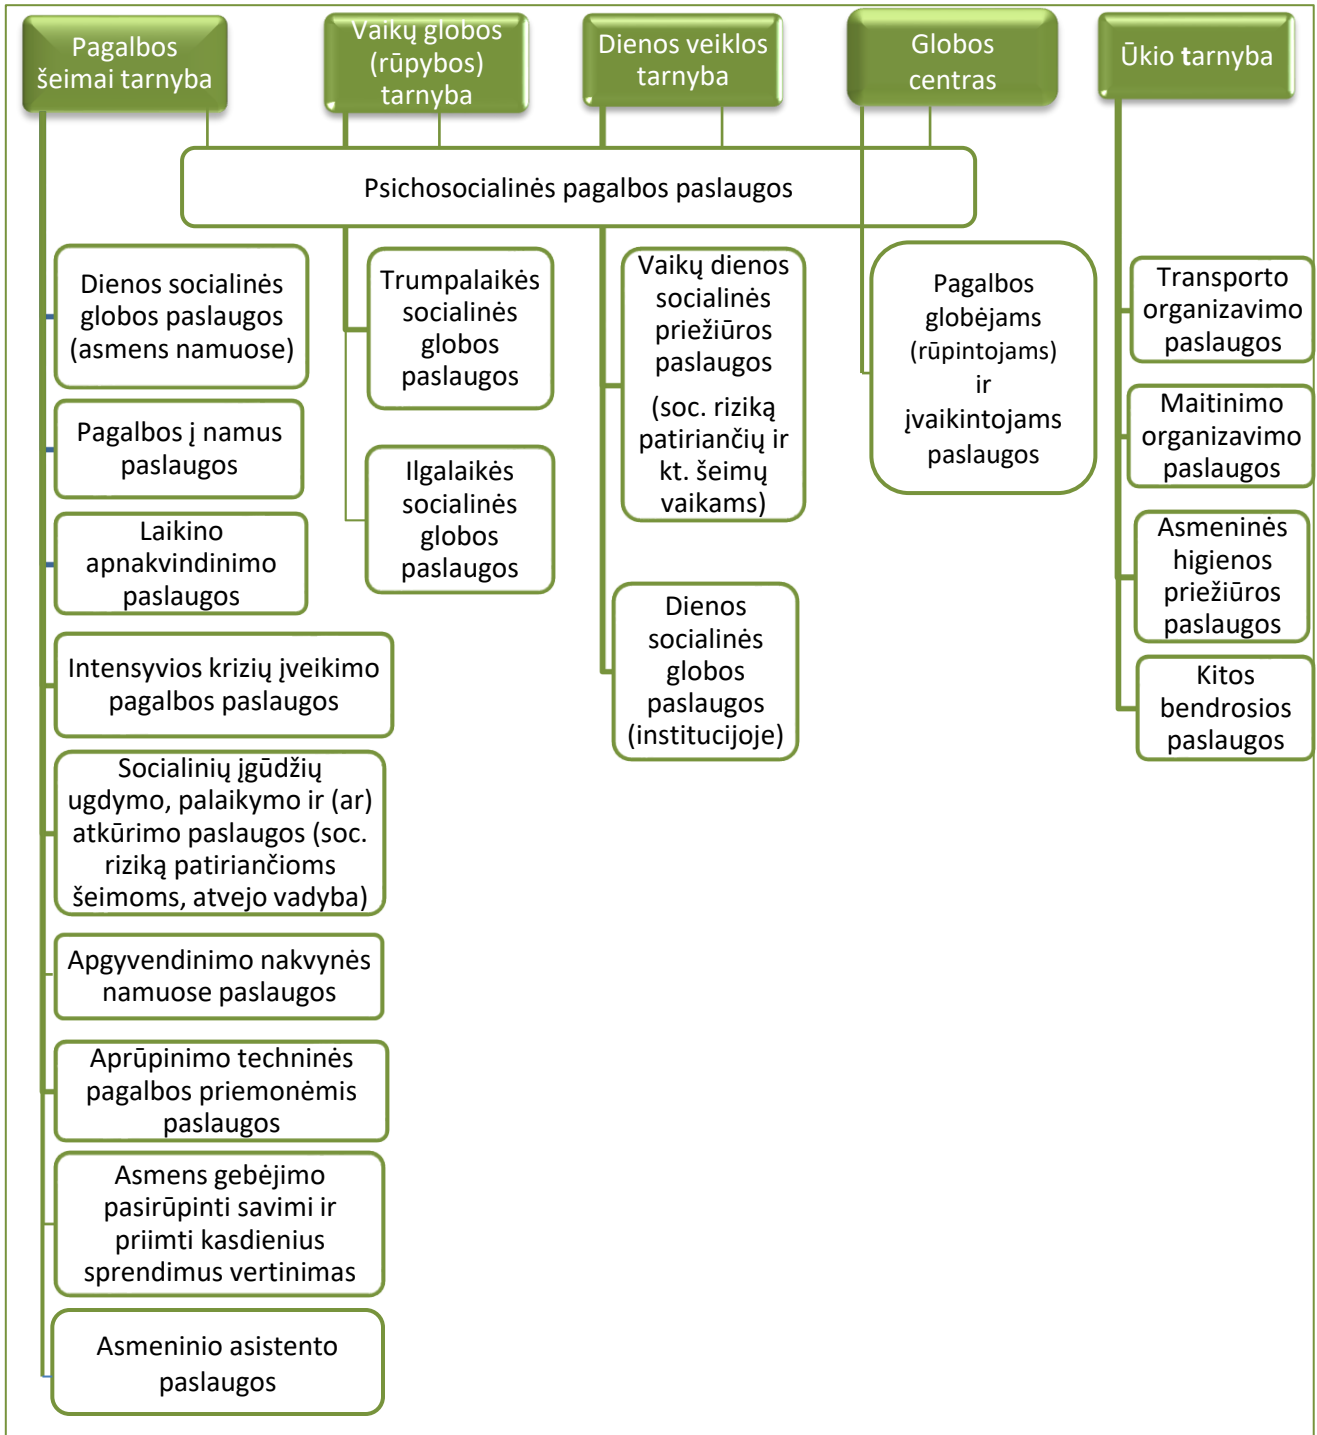 Pagalbos
šeimai tarnyba
Vaikų globos
(rūpybos)
tarnyba
Dienos veiklos
tarnyba
Globos
centras
Ūkio tarnyba
Psichosocialinės pagalbos paslaugos
Dienos socialinės
globos paslaugos
(asmens namuose)
Pagalbos į namus
paslaugos
Laikino
apnakvindinimo
paslaugos
Intensyvios krizių įveikimo
pagalbos paslaugos
Socialinių įgūdžių
ugdymo, palaikymo ir (ar)
atkūrimo paslaugos (soc.
riziką patiriančioms
šeimoms, atvejo vadyba)
Apgyvendinimo nakvynės
namuose paslaugos
Aprūpinimo techninės
pagalbos priemonėmis
paslaugos
Asmens gebėjimo
pasirūpinti savimi ir
priimti kasdienius
sprendimus vertinimas
Asmeninio asistento
paslaugos
Trumpalaikės
socialinės
globos
paslaugos
Ilgalaikės
socialinės
globos
paslaugos
Vaikų dienos
socialinės
priežiūros
paslaugos
(soc. riziką
patiriančių ir
kt. šeimų
vaikams)
Dienos
socialinės
globos
paslaugos
(institucijoje)
Pagalbos
globėjams
(rūpintojams)
ir
įvaikintojams
paslaugos
Transporto
organizavimo
paslaugos
Maitinimo
organizavimo
paslaugos
Asmeninės
higienos
priežiūros
paslaugos
Kitos
bendrosios
paslaugos